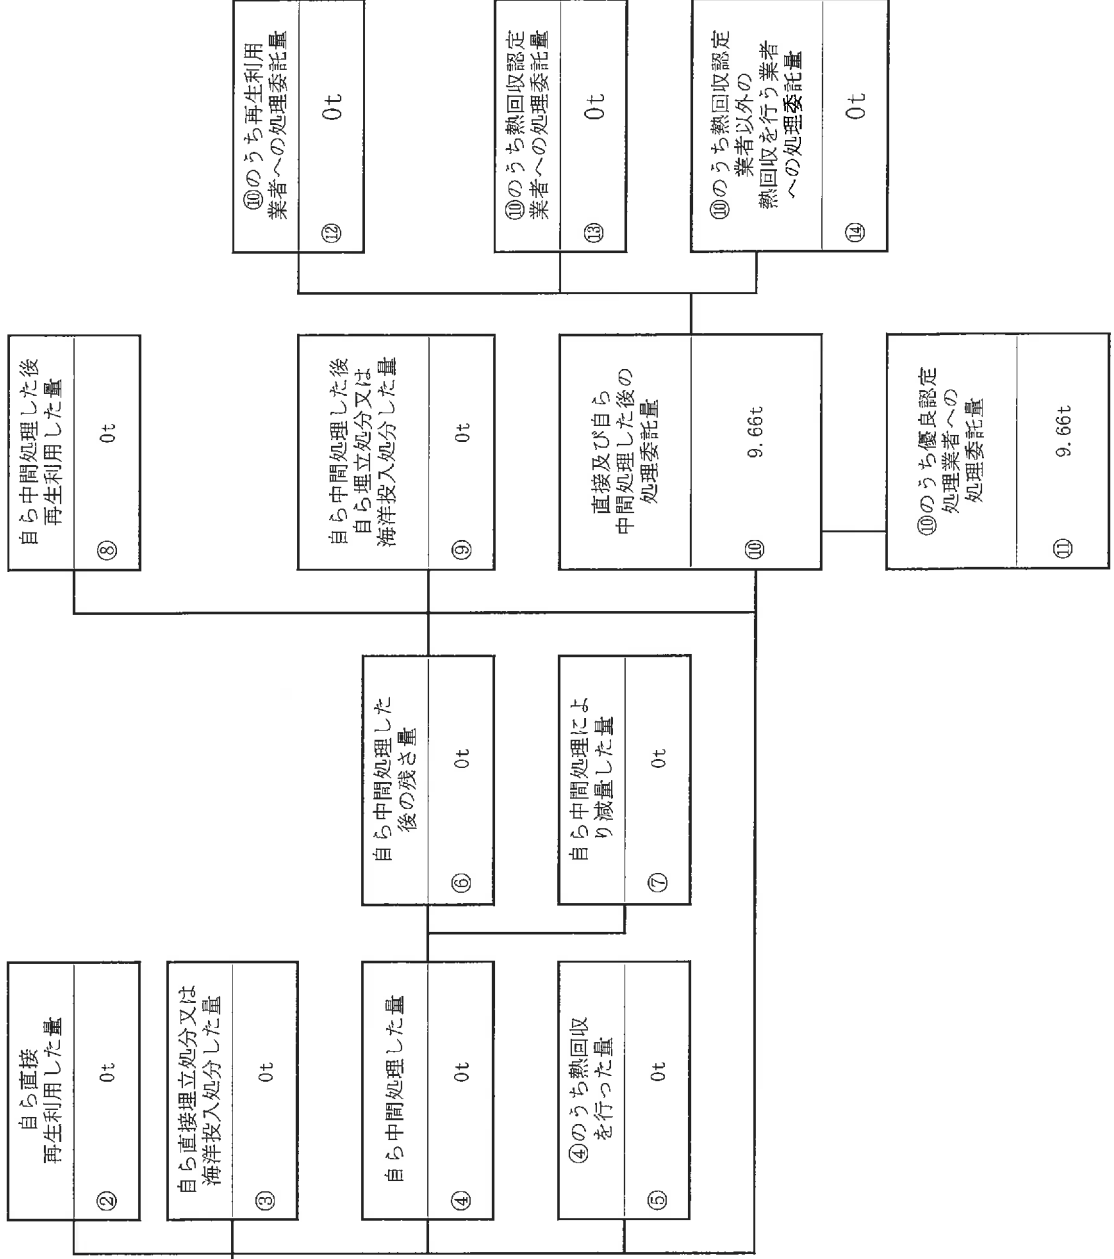 自ら直接
再生利用した量
②
0t
自ら直接埋立処分又は
海洋投入処分した量
③
0t
自ら中間処理した量
④
0t
④のうち熱回収
を行った量
⑤
0t
自ら中間処理した
後の残さ量
⑥
0t
自ら中間処理によ
り減量した量
⑦
0t
自ら中間処理した後
再生利用した量
⑧
0t
自ら中間処理した後
自ら埋立処分又は
海洋投入処分した量
⑨
0t
直接及び自ら
中間処理した後の
処理委託量
⑩
9.66t
⑩のうち優良認定
処理業者への
処理委託量
⑪
9.66t
⑩のうち再生利用
業者への処理委託量
⑫
0t
⑩のうち熱回収認定
業者への処理委託量
⑬
0t
⑩のうち熱回収認定
業者以外の
熱回収を行う業者
への処理委託量
⑭
0t